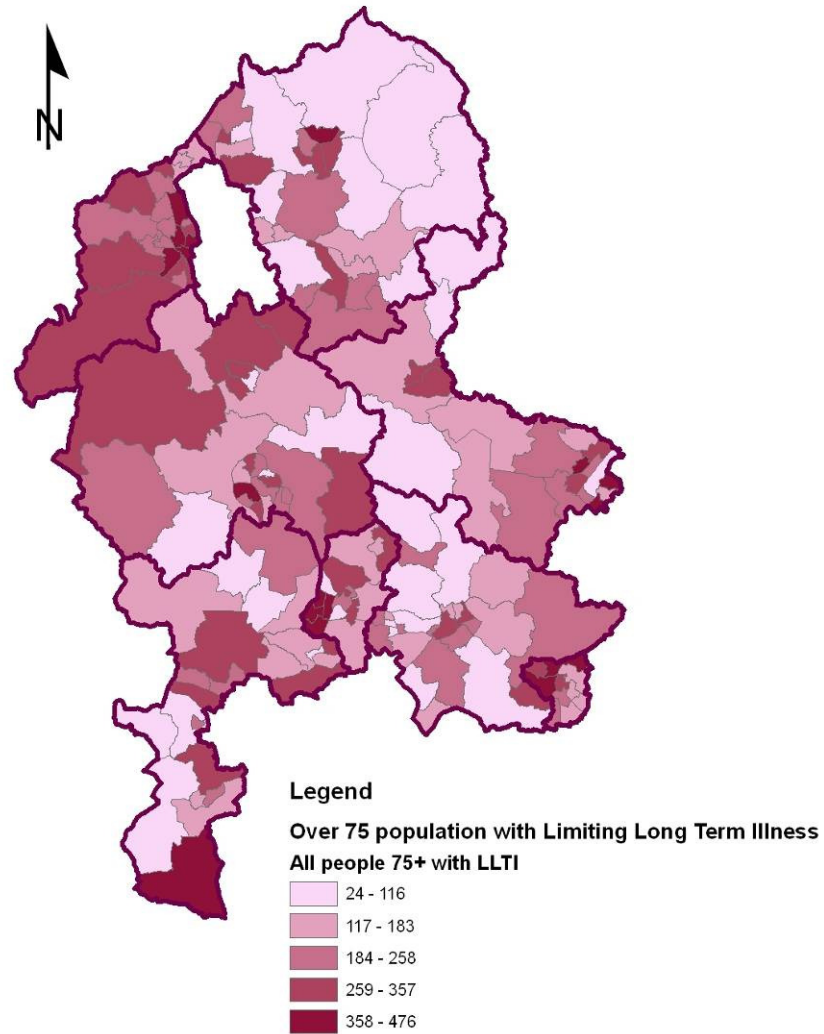 N
Legend
Over 75 population with Limiting Long Term Illness
All people 75+ with LLTI
24 - 116
117 - 183
184 - 258
259 - 357
358 - 476